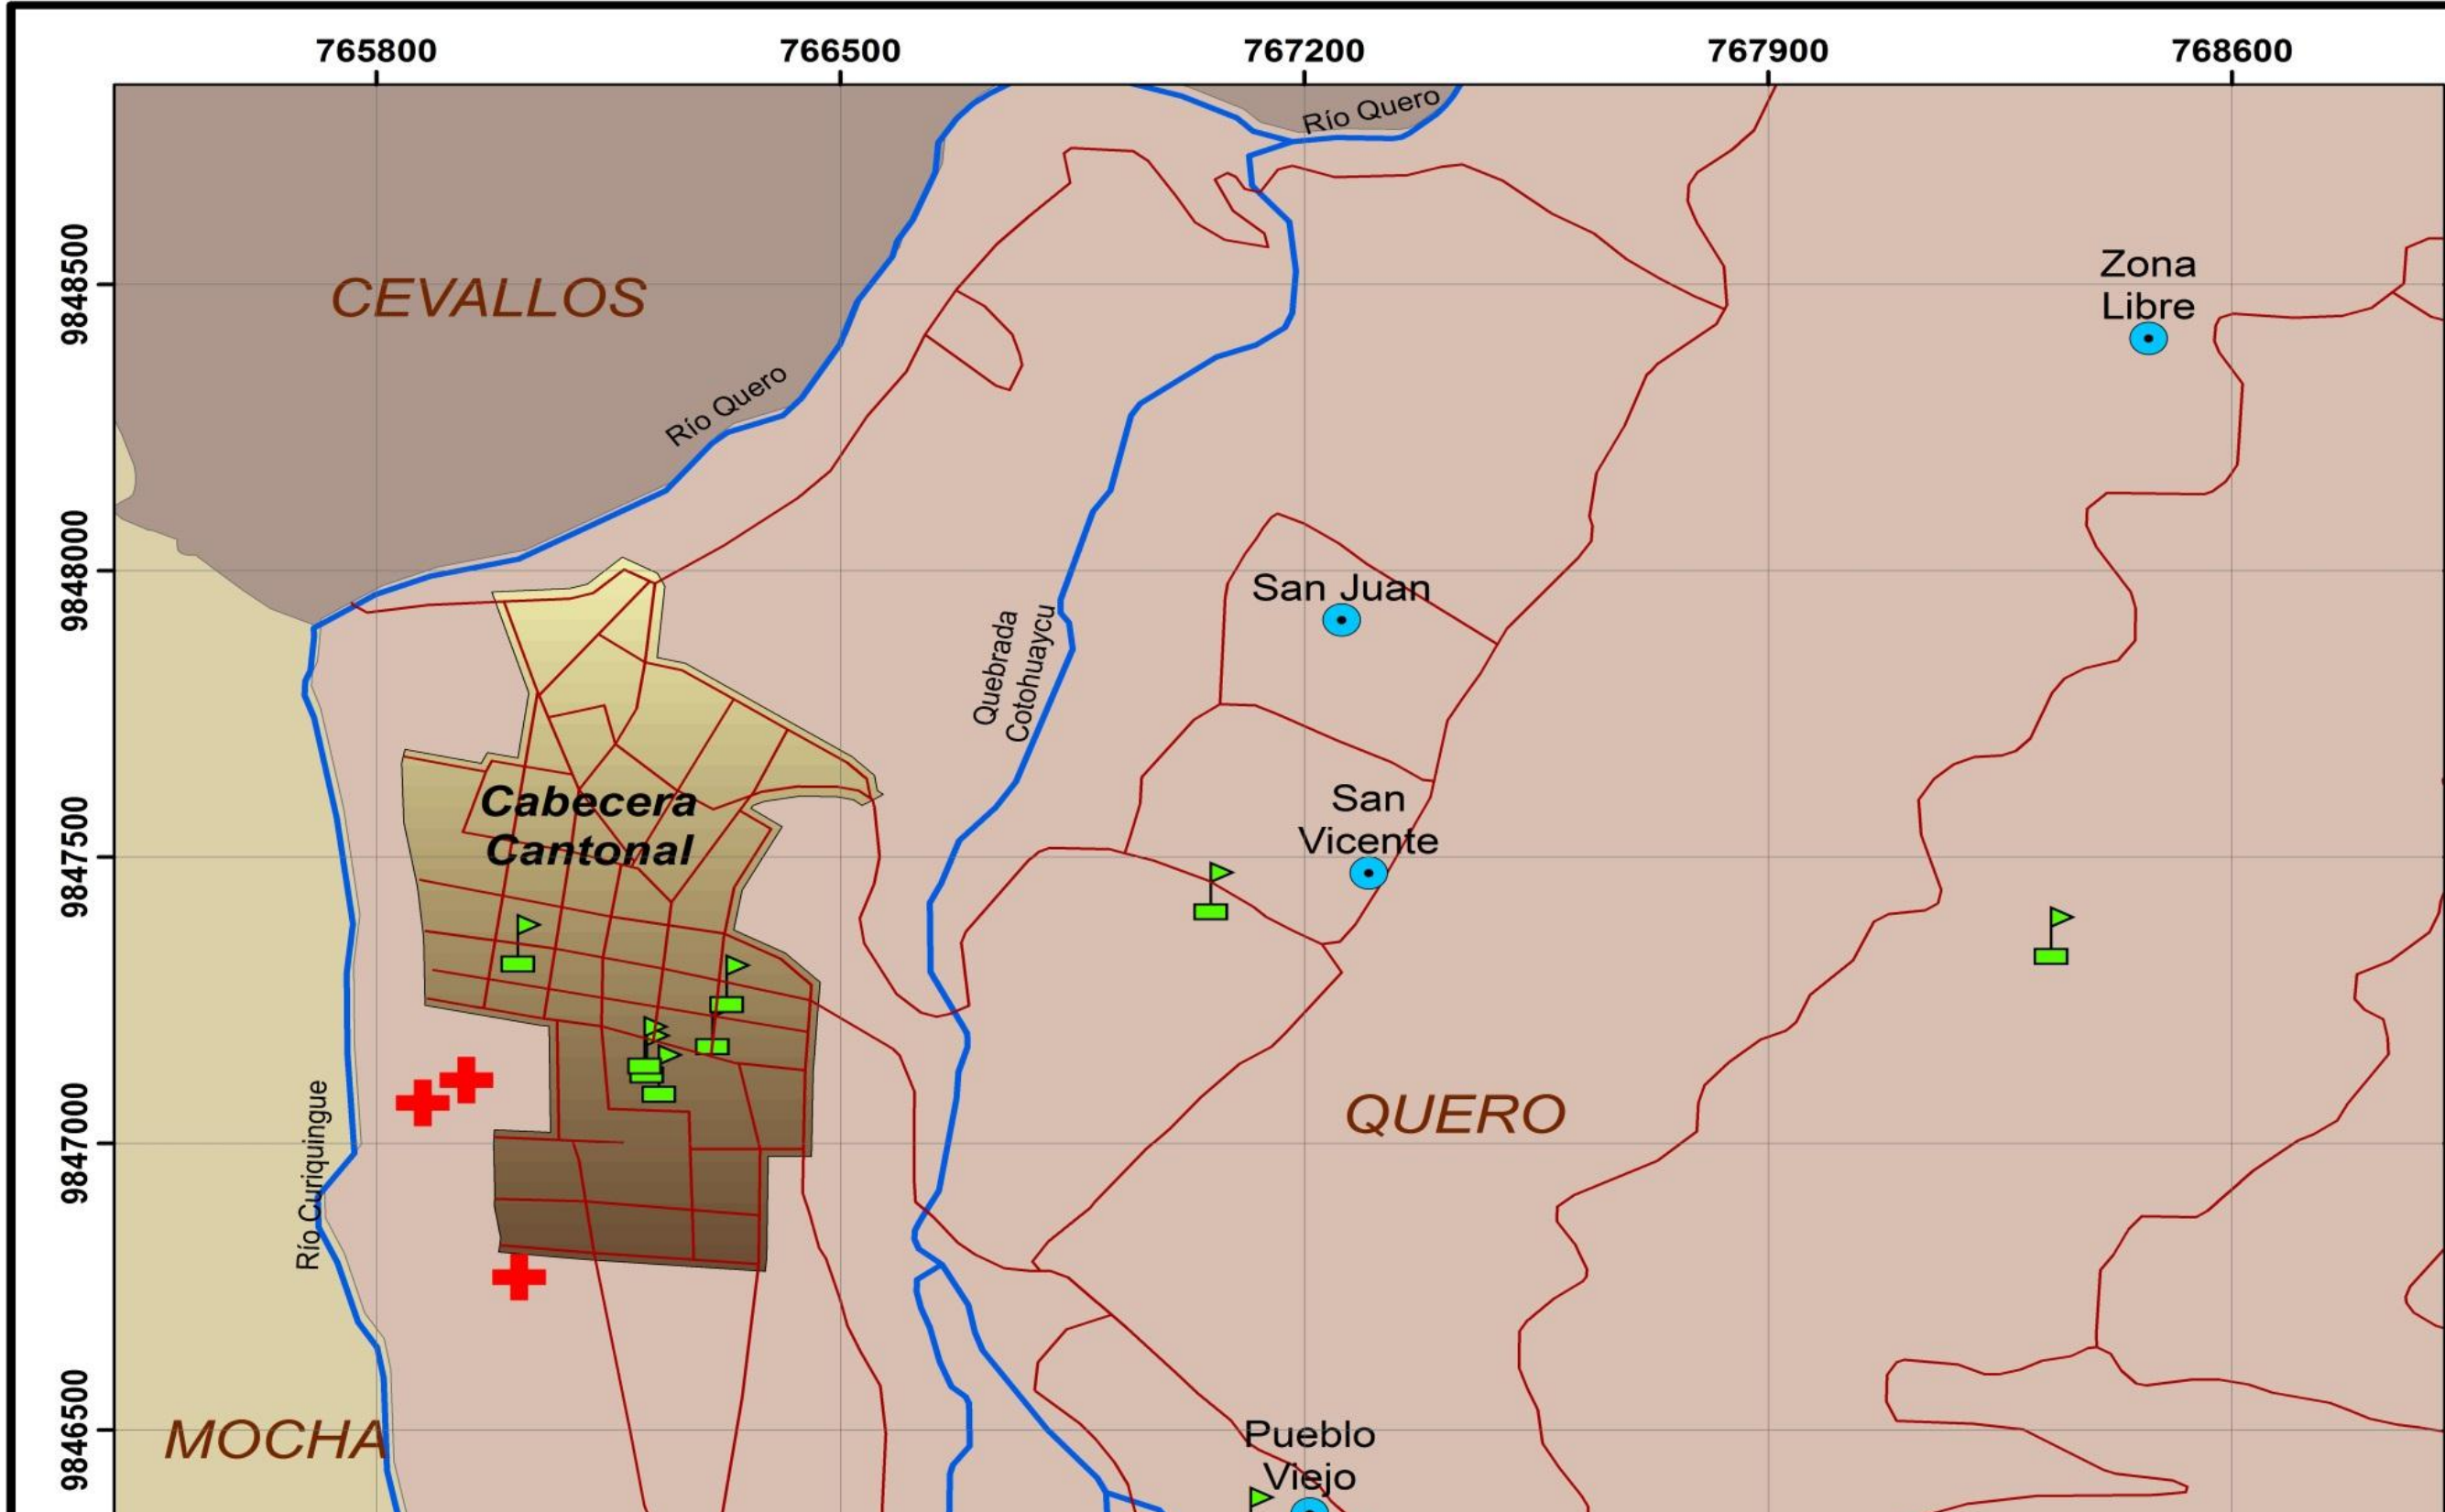 765800 766500 767200 767900 768600
Río Quero
9848500
CEVALLOS
Zona
Libre
Río Quero
9848000
San Juan
Quebrada
Cotohuaycu
9847500
Cabecera
Cantonal
San
Vicente
9847000
Río Curiquingue
QUERO
9846500
MOCHA
Pueblo
Viejo